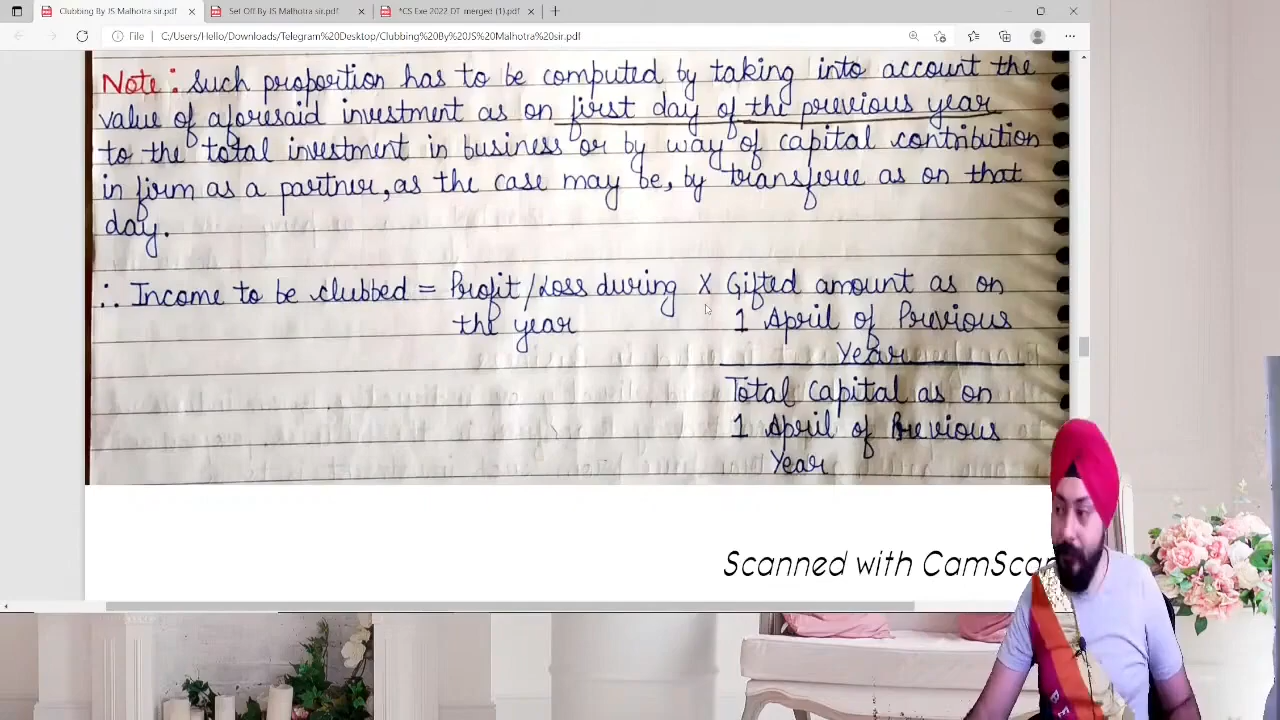 Clubbing By JS Malhotra sir.pdf
Set Off By JS Malhotra sir.pdf
*CS Exe 2022 DT merged (1).pdf
File | C:/Users/Hello/Downloads/Telegram%20Desktop/Clubbing%20By%20JS%20Malhotra%20sir.pdf
Note: Such proportion has to be computed by taking into account the
value of aforesaid investment as on first day of the previous year
to the total investment in business or by way of capital contribution
in firm as a partner, as the case may be, by transferee as on that
day.
∴ Income to be clubbed = Profit/Loss during X Gifted amount as on
the year 1 April of Previous
Year
Total Capital as on
1 April of Previous
Year
Scanned with CamScan